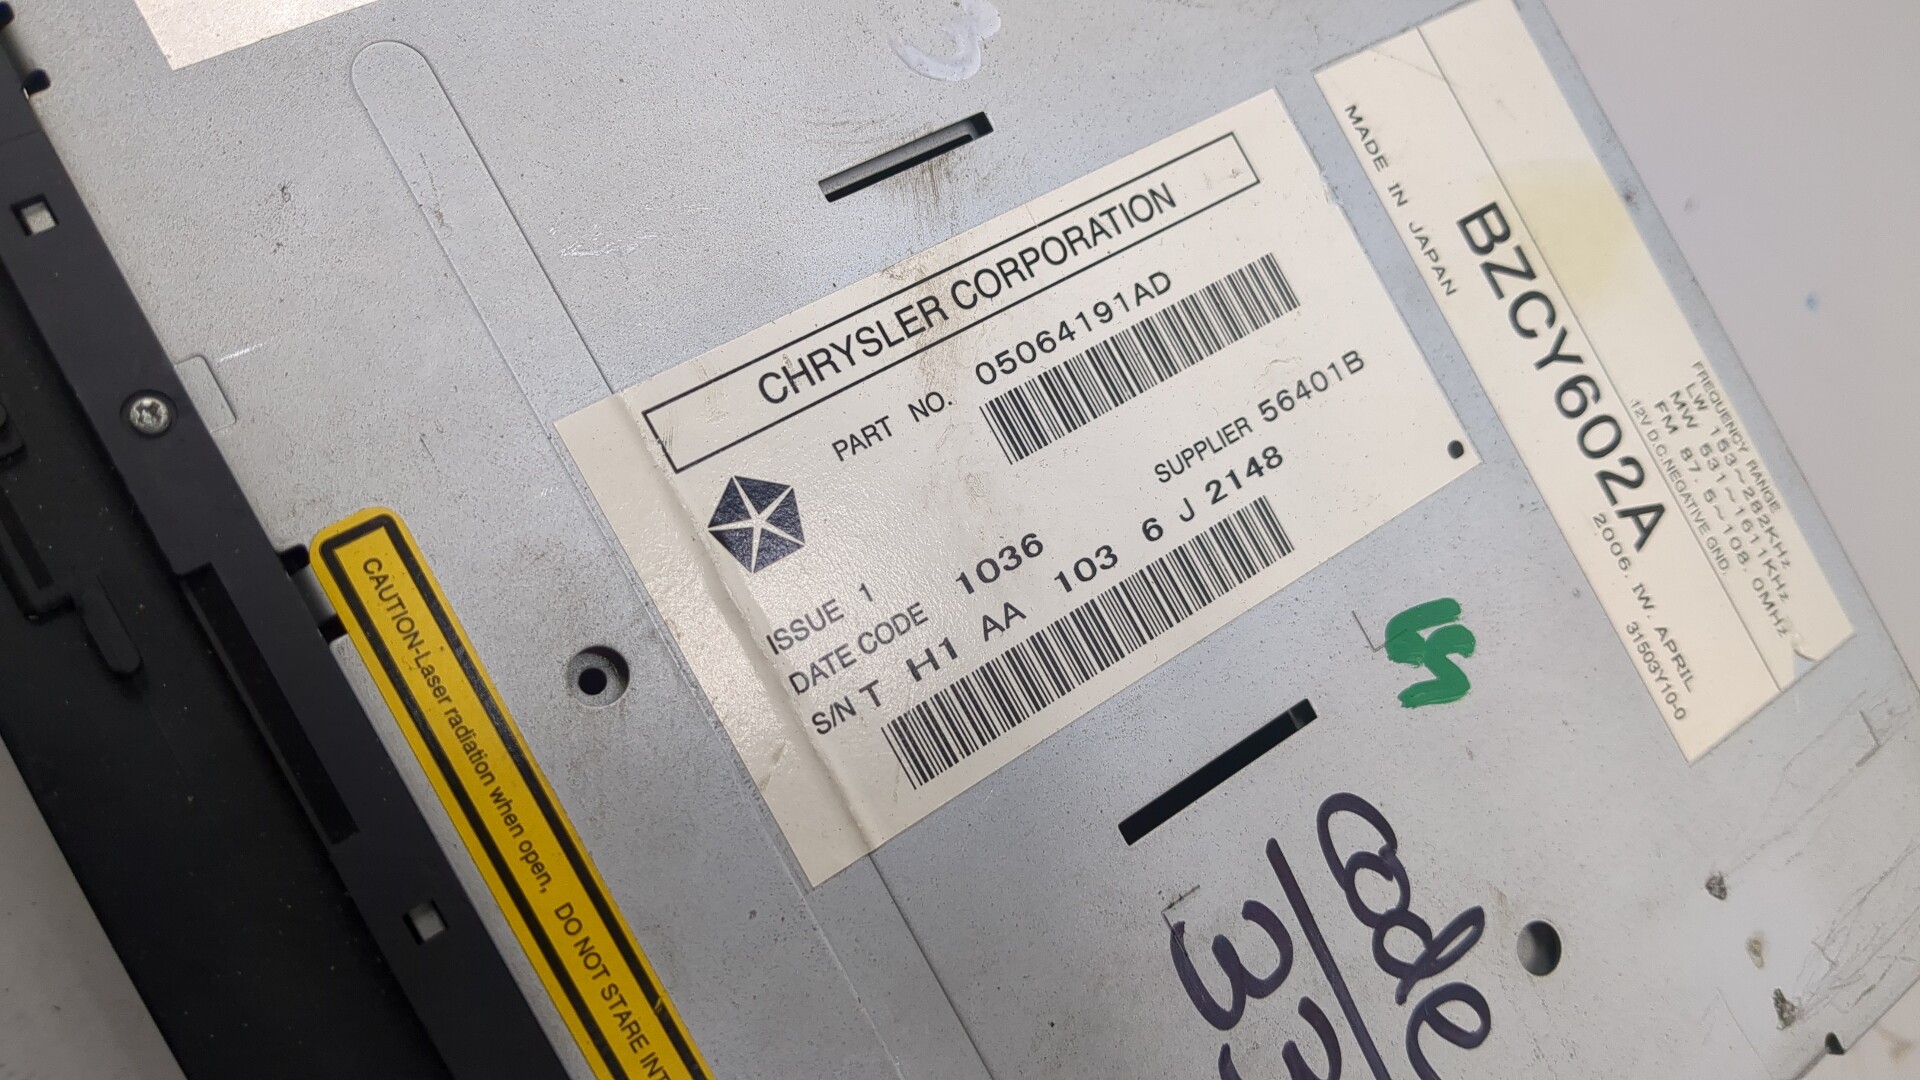 CHRYSLER CORPORATION
PART NO. 05064191AD
SUPPLIER 56401B
ISSUE 1
DATE CODE 1036
S/N T H1 AA 103 6 J 2148
MADE IN JAPAN
BZCY602A
2006. IW. APRIL
31503Y10-0
FREQUENCY RANGE
LW 153~282KHz
MW 531~1611KHz
FM 87.5~108.0MHz
12V D.C. NEGATIVE GND.
CAUTION-Laser radiation when open,
DO NOT STARE INT
Code